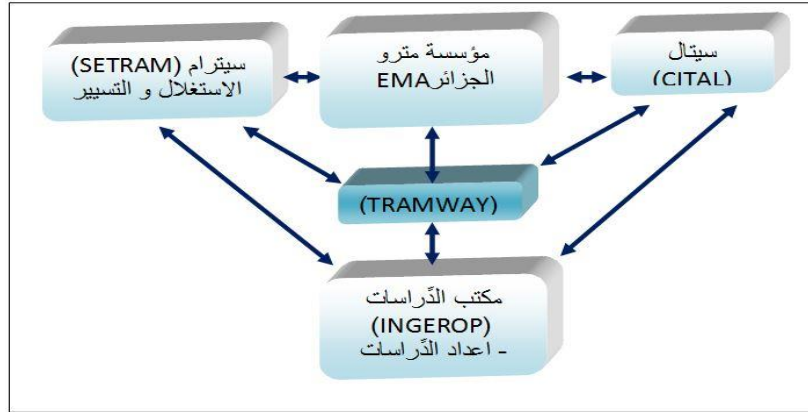 سيترام (SETRAM)
الاستغلال و التسيير
مؤسسة مترو
الجزائرEMA
سيتال
(CITAL)
(TRAMWAY)
مكتب الدِّراسات
(INGEROP)
- اعداد الدِّراسات